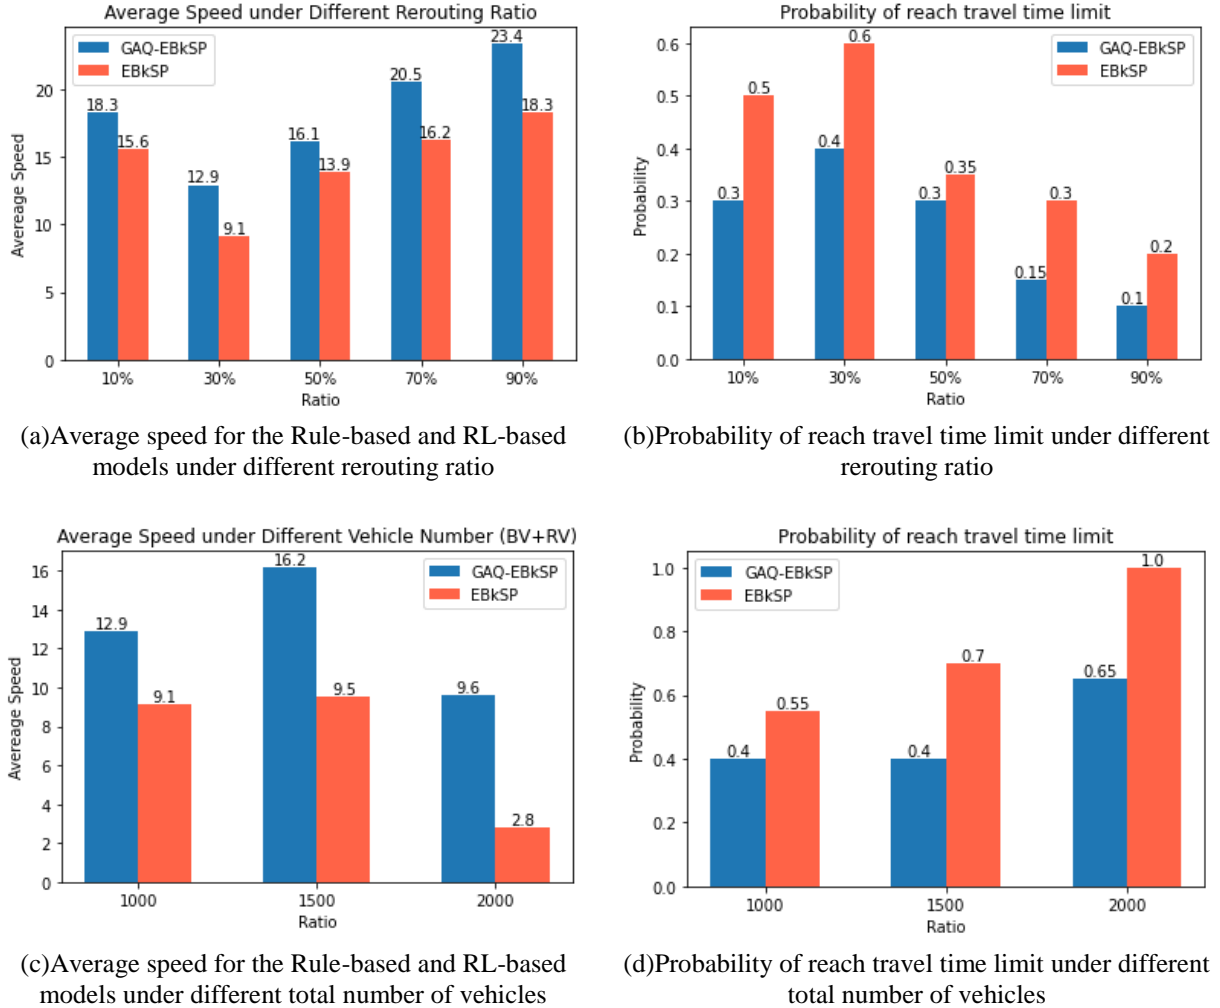 Average Speed under Different Rerouting Ratio
GAQ-EBkSP
EBkSP
Avereage Speed
20
15
10
5
0
18.3
15.6
12.9
9.1
16.1
13.9
20.5
16.2
23.4
18.3
10%
30%
50%
70%
90%
Ratio
(a)Average speed for the Rule-based and RL-based
models under different rerouting ratio
Probability of reach travel time limit
GAQ-EBkSP
EBkSP
Probability
0.6
0.5
0.4
0.3
0.2
0.1
0.0
0.3
0.5
0.4
0.6
0.3
0.35
0.15
0.3
0.1
0.2
10%
30%
50%
70%
90%
Ratio
(b)Probability of reach travel time limit under different
rerouting ratio
Average Speed under Different Vehicle Number (BV+RV)
GAQ-EBkSP
EBkSP
Avereage Speed
16
14
12
10
8
6
4
2
0
12.9
9.1
16.2
9.5
9.6
2.8
1000
1500
2000
Ratio
(c)Average speed for the Rule-based and RL-based
models under different total number of vehicles
Probability of reach travel time limit
GAQ-EBkSP
EBkSP
Probability
1.0
0.8
0.6
0.4
0.2
0.0
0.4
0.55
0.4
0.7
0.65
1.0
1000
1500
2000
Ratio
(d)Probability of reach travel time limit under different
total number of vehicles